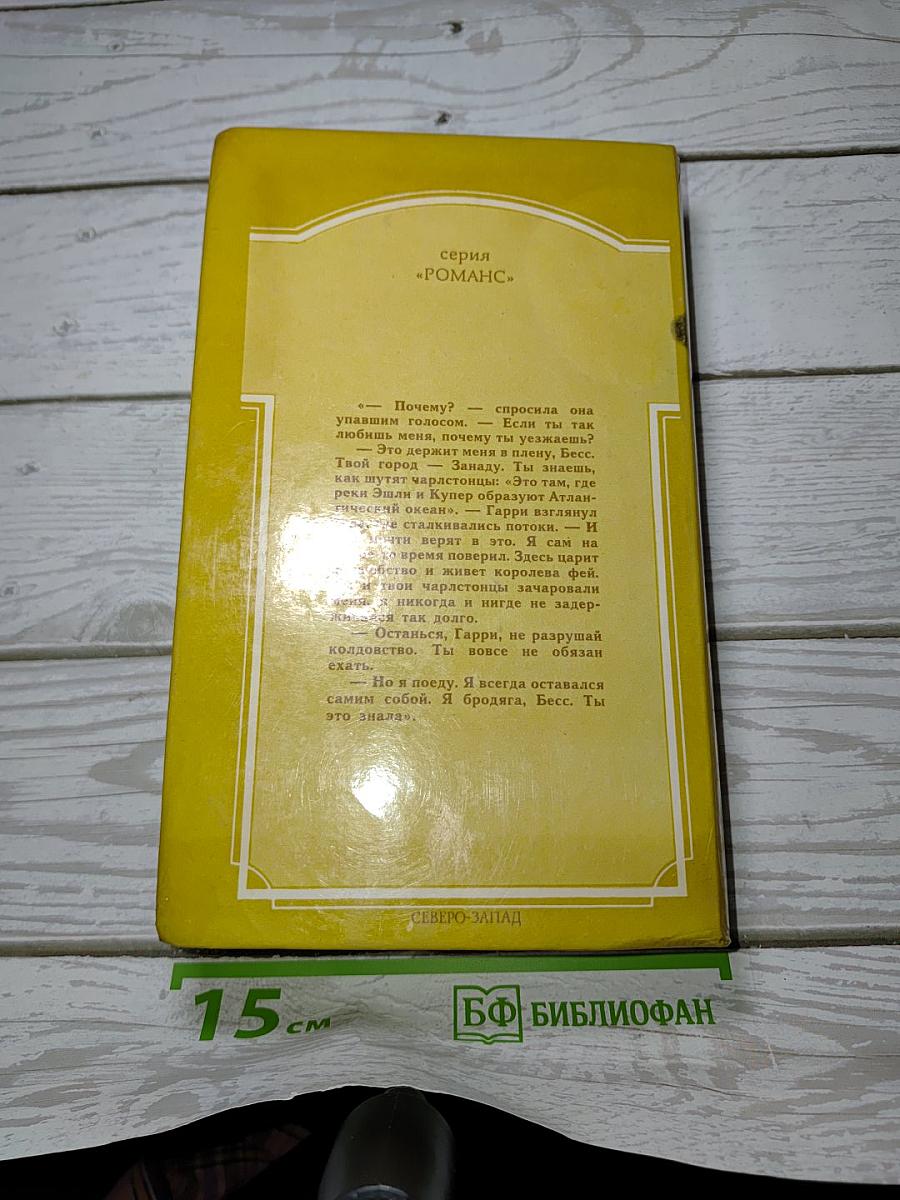 серия
«РОМАНС»
«— Почему? — спросила она
упавшим голосом. — Если ты так
любишь меня, почему ты уезжаешь?
— Это держит меня в плену, Бесс.
Твой город — Занаду. Ты знаешь,
как шутят чарлстонцы: «Это там, где
реки Эшли и Купер образуют Атлан-
тический океан». — Гарри взглянул
сталкивались потоки. — И
верят в это. Я сам на
время поверил. Здесь царит
и живет королева фей.
твои чарлстонцы зачаровали
меня. Я никогда и нигде не задер-
живался так долго.
— Останься, Гарри, не разрушай
колдовство. Ты вовсе не обязан
ехать.
— Но я поеду. Я всегда оставался
самим собой. Я бродяга, Бесс. Ты
это знала».
СЕВЕРО-ЗАПАД
15 см
БФ БИБЛИОФАН